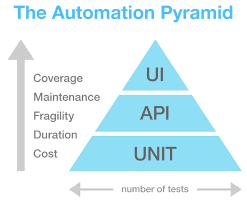 The Automation Pyramid
Coverage
Maintenance
Fragility
Duration
Cost
UI
API
UNIT
number of tests